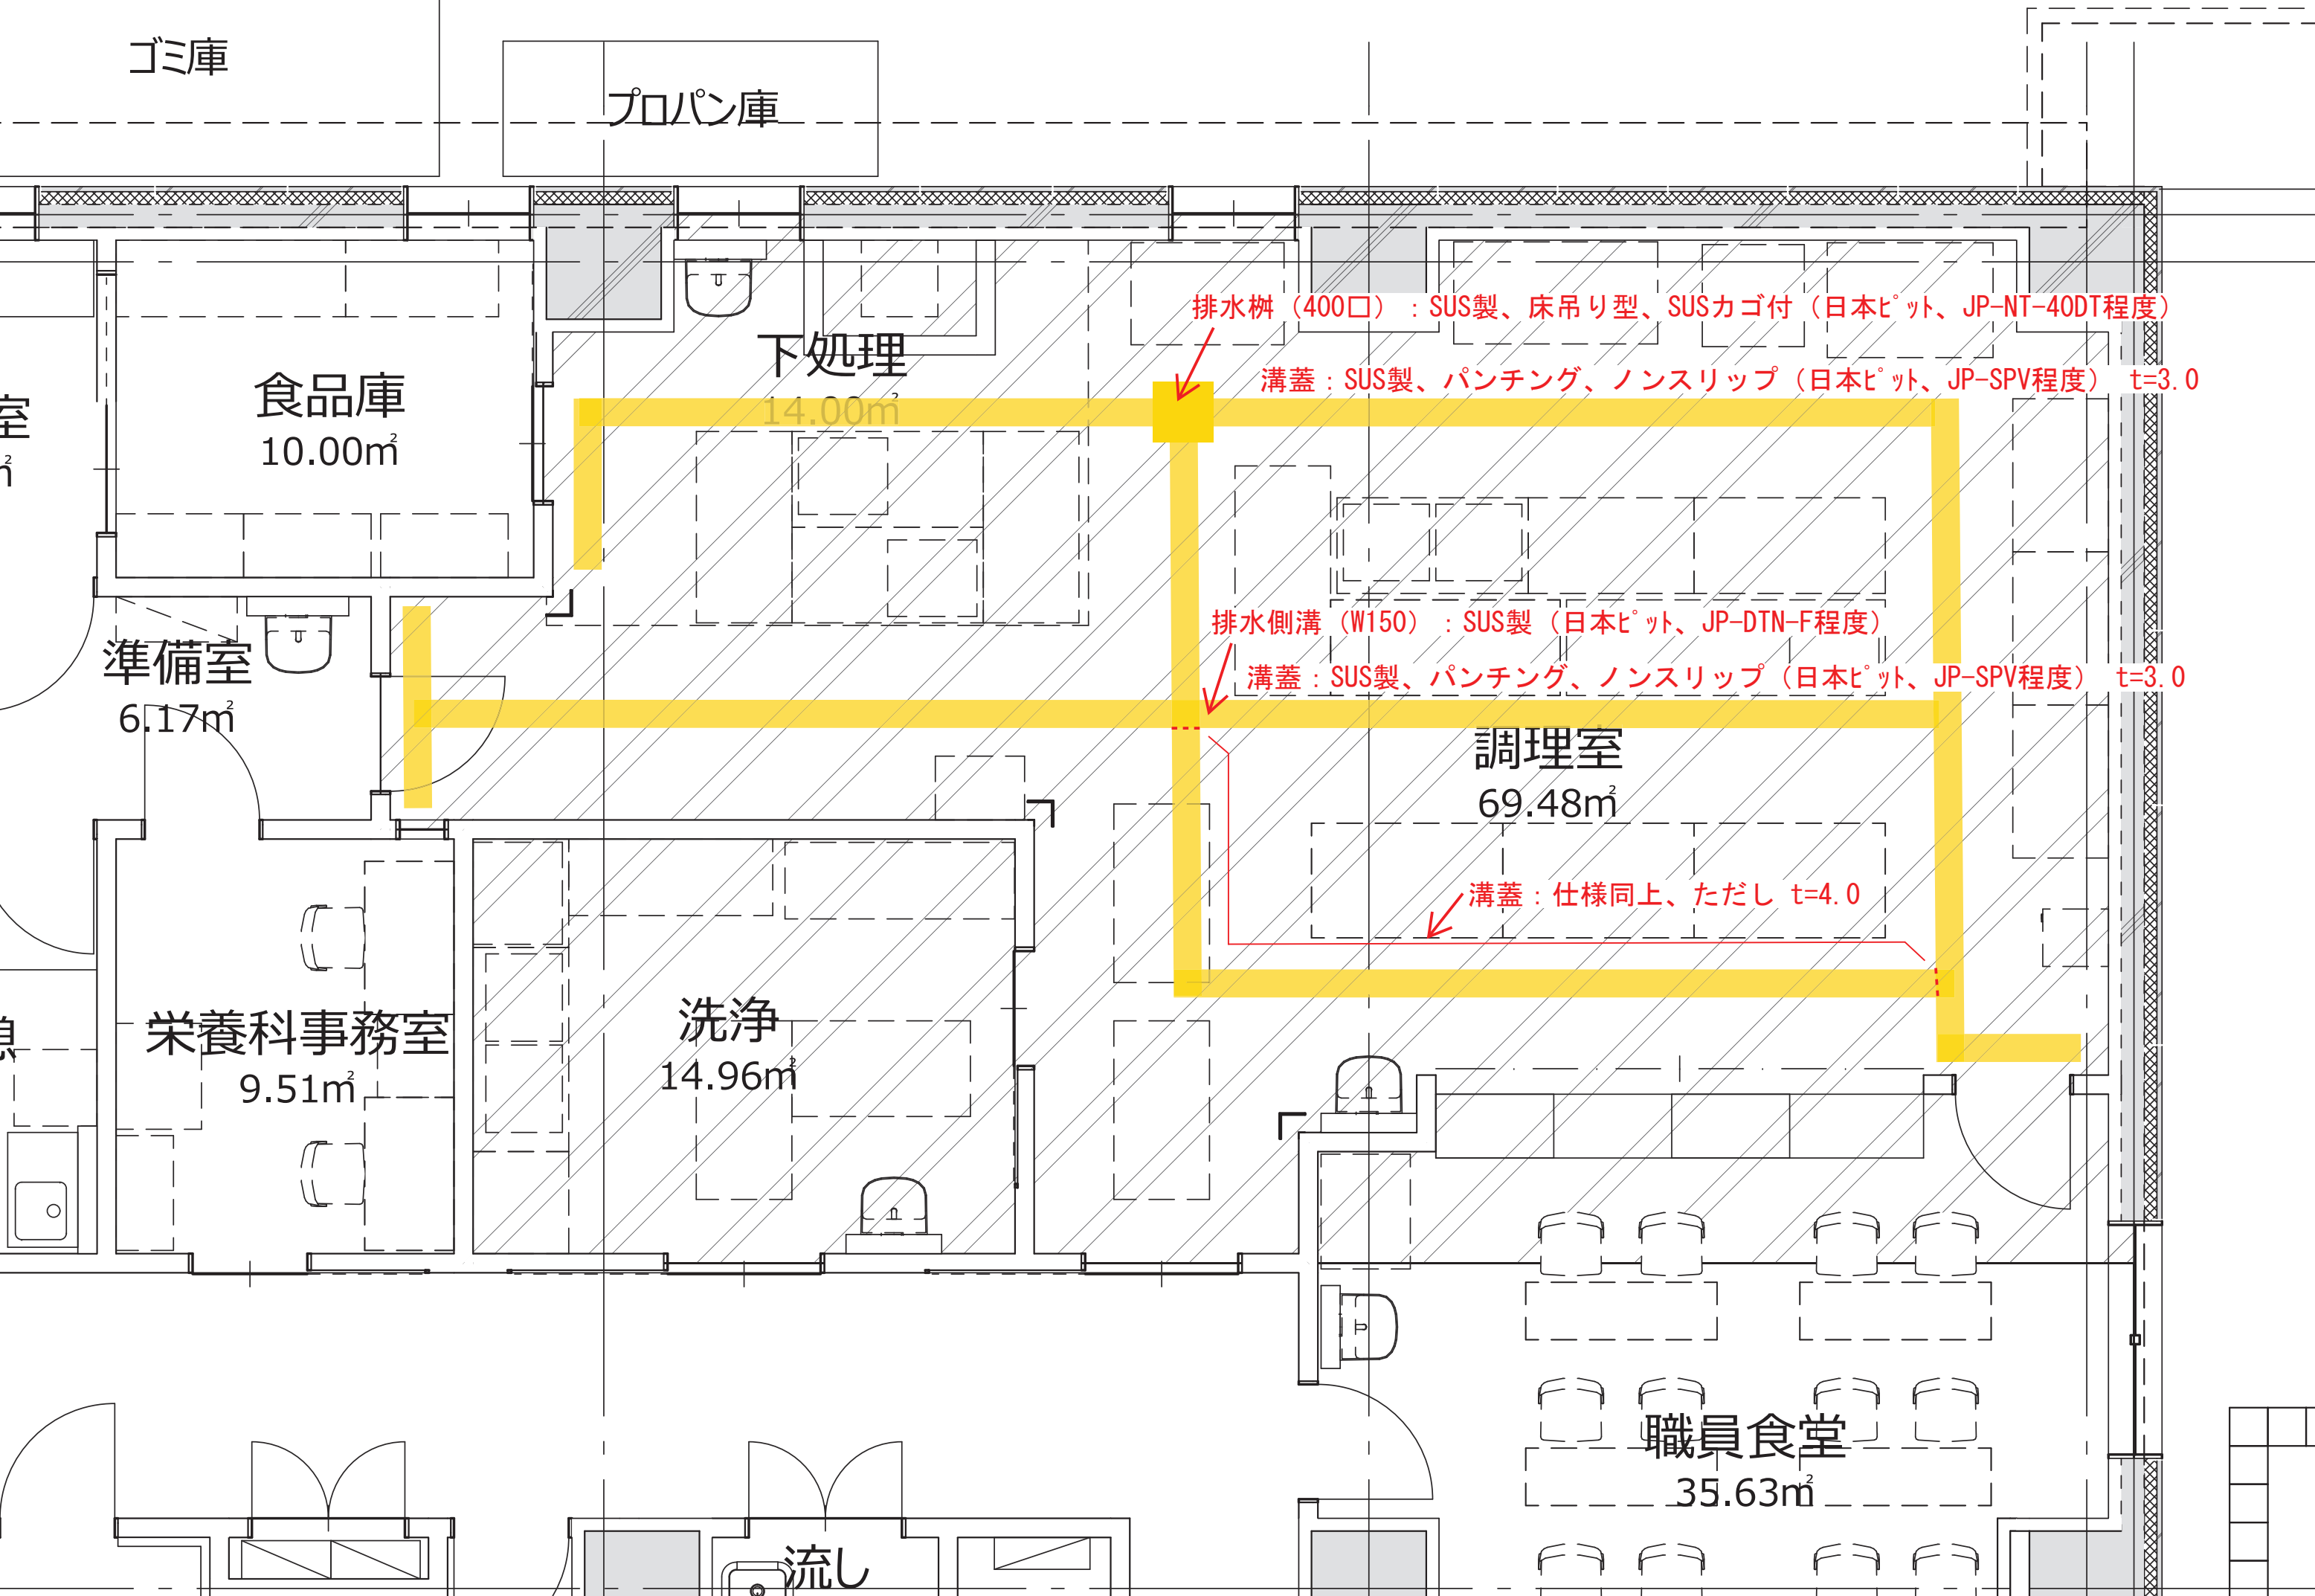 ゴミ庫
プロパン庫
排水桝（400口）：SUS製、床吊り型、SUSカゴ付（日本ﾋﾟｯﾄ、JP-NT-40DT程度）
溝蓋：SUS製、パンチング、ノンスリップ（日本ﾋﾟｯﾄ、JP-SPV程度）　t=3.0
下処理
14.00㎡
食品庫
10.00㎡
室
㎡
排水側溝（W150）：SUS製（日本ﾋﾟｯﾄ、JP-DTN-F程度）
溝蓋：SUS製、パンチング、ノンスリップ（日本ﾋﾟｯﾄ、JP-SPV程度）　t=3.0
準備室
6.17㎡
調理室
69.48㎡
溝蓋：仕様同上、ただし t=4.0
栄養科事務室
9.51㎡
洗浄
14.96㎡
職員食堂
35.63㎡
流し